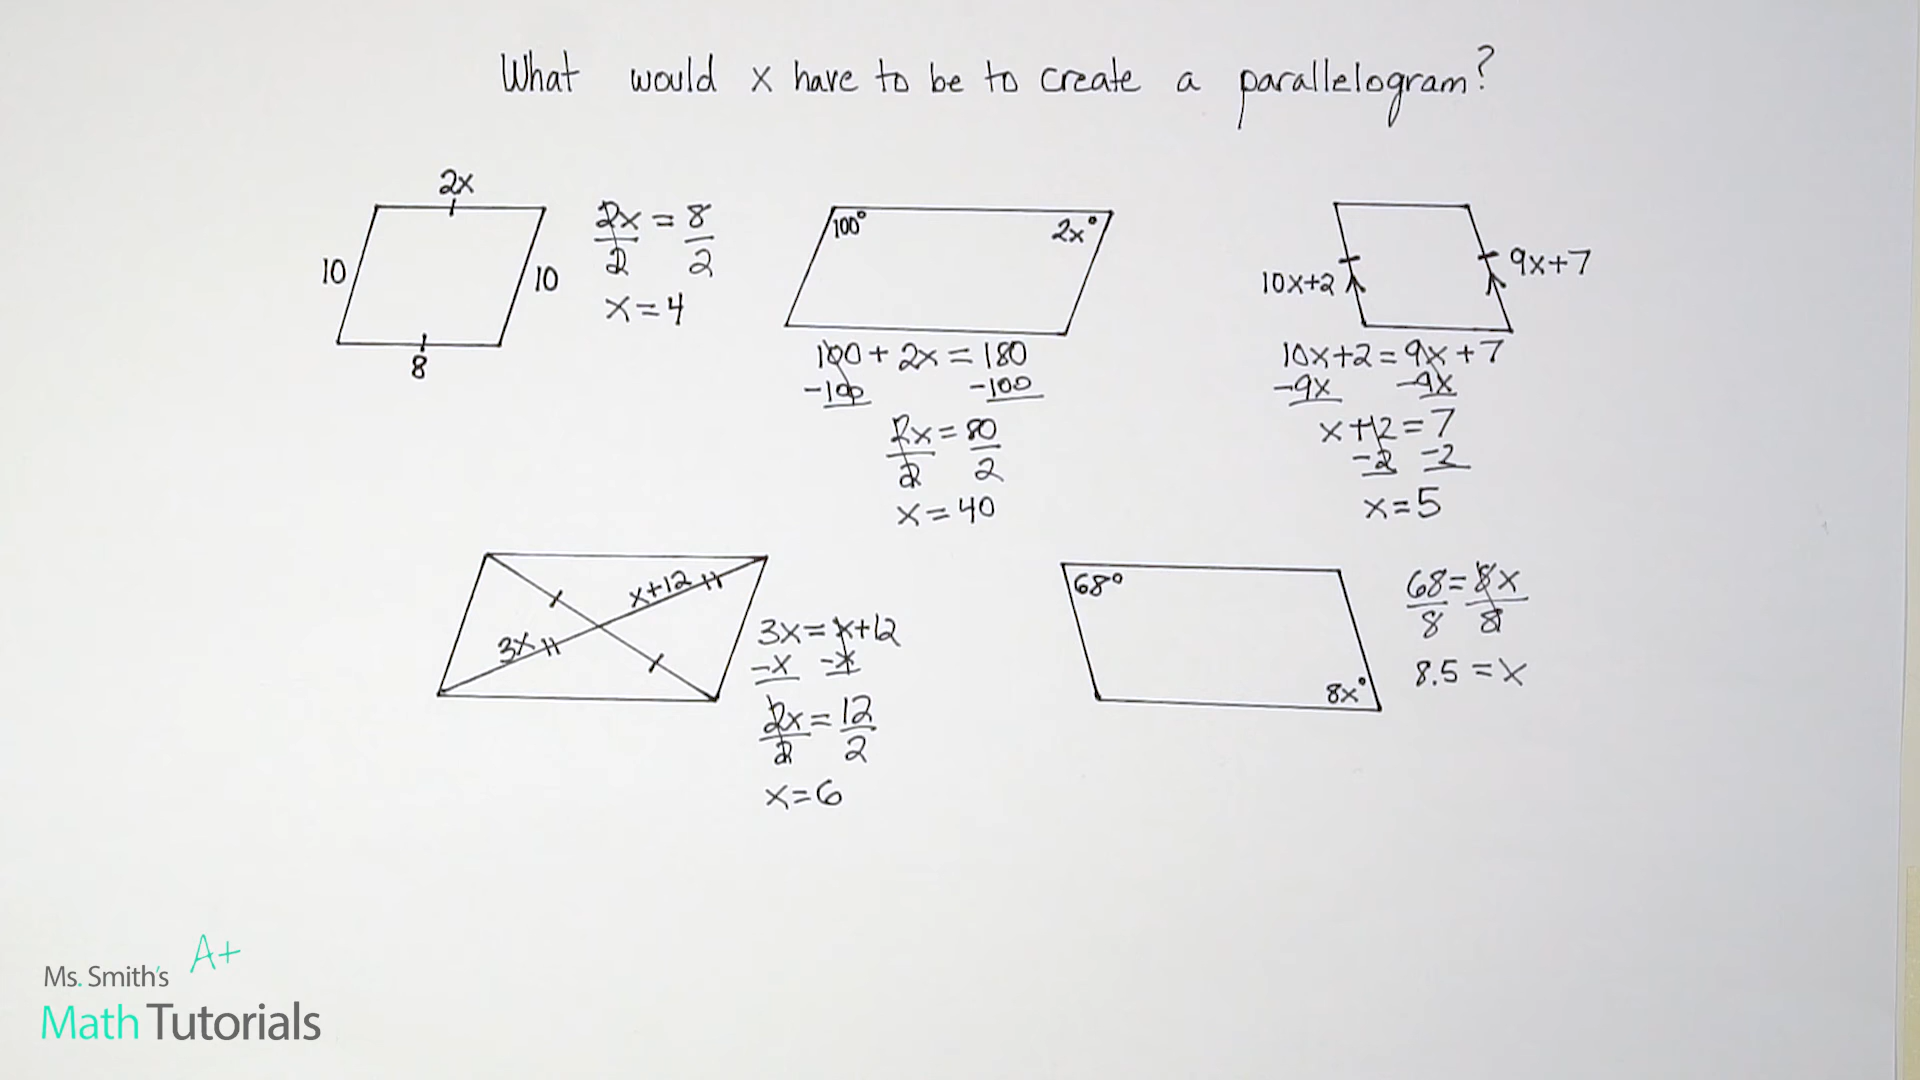 What would x have to be to create a parallelogram?
2x
10
10
8
2x = 8
2 2
x = 4
100°
2x°
100 + 2x = 180
-100 -100
2x = 80
2 2
x = 40
10x+2
9x+7
10x+2 = 9x+7
-9x -9x
x+2 = 7
-2 -2
x = 5
3x
x+12
3x = x+12
-x -x
2x = 12
2 2
x = 6
68°
8x°
68 = 8x
8 8
8.5 = x
A+
Ms. Smith's
Math Tutorials